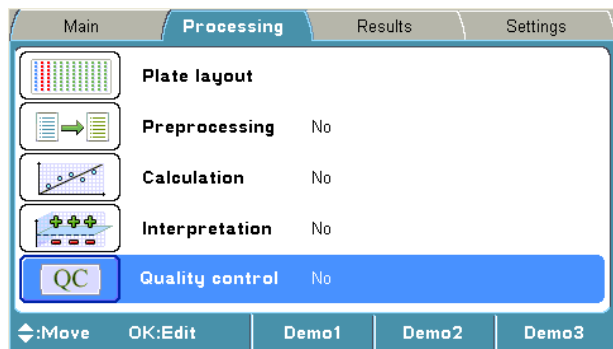 Main Processing Results Settings
Plate layout
Preprocessing No
Calculation No
Interpretation No
QC Quality control No
:Move OK:Edit Demo1 Demo2 Demo3